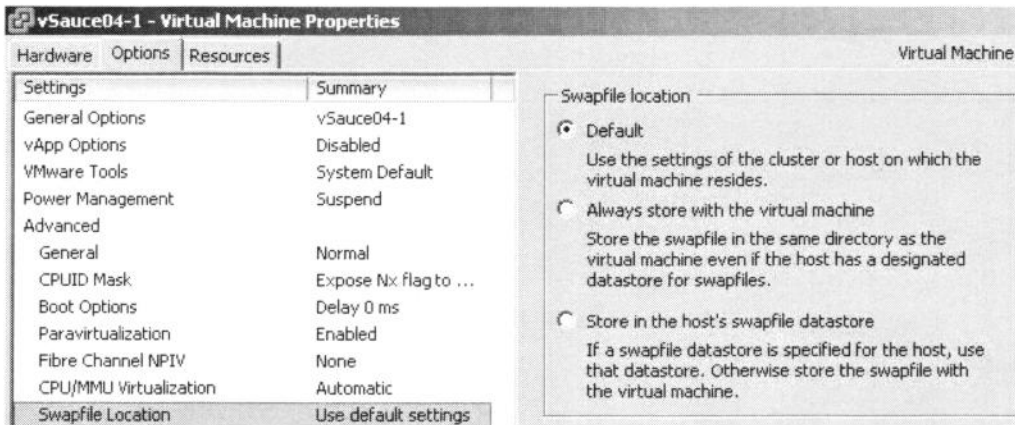 vSauce04-1 - Virtual Machine Properties
Hardware Options Resources Virtual Machine
Settings Summary
General Options vSauce04-1
vApp Options Disabled
VMware Tools System Default
Power Management Suspend
Advanced
General Normal
CPUID Mask Expose Nx flag to ...
Boot Options Delay 0 ms
Paravirtualization Enabled
Fibre Channel NPIV None
CPU/MMU Virtualization Automatic
Swapfile Location Use default settings
Swapfile location
Default
Use the settings of the cluster or host on which the
virtual machine resides.
Always store with the virtual machine
Store the swapfile in the same directory as the
virtual machine even if the host has a designated
datastore for swapfiles.
Store in the host's swapfile datastore
If a swapfile datastore is specified for the host, use
that datastore. Otherwise store the swapfile with
the virtual machine.